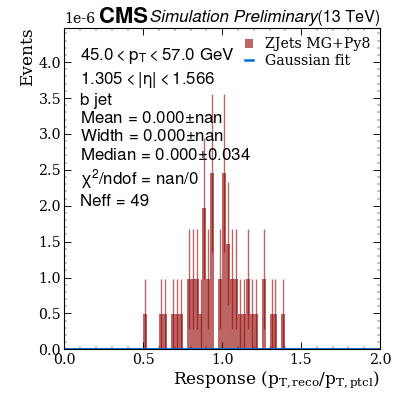 1e-6 CMS Simulation Preliminary (13 TeV)
45.0 < pT < 57.0 GeV
1.305 < |η| < 1.566
b jet
Mean = 0.000±nan
Width = 0.000±nan
Median = 0.000±0.034
χ²/ndof = nan/0
Neff = 49
ZJets MG+Py8
Gaussian fit
Events
4.0
3.5
3.0
2.5
2.0
1.5
1.0
0.5
0.0
0.0 0.5 1.0 1.5 2.0
Response (pT,reco/pT,ptcl)